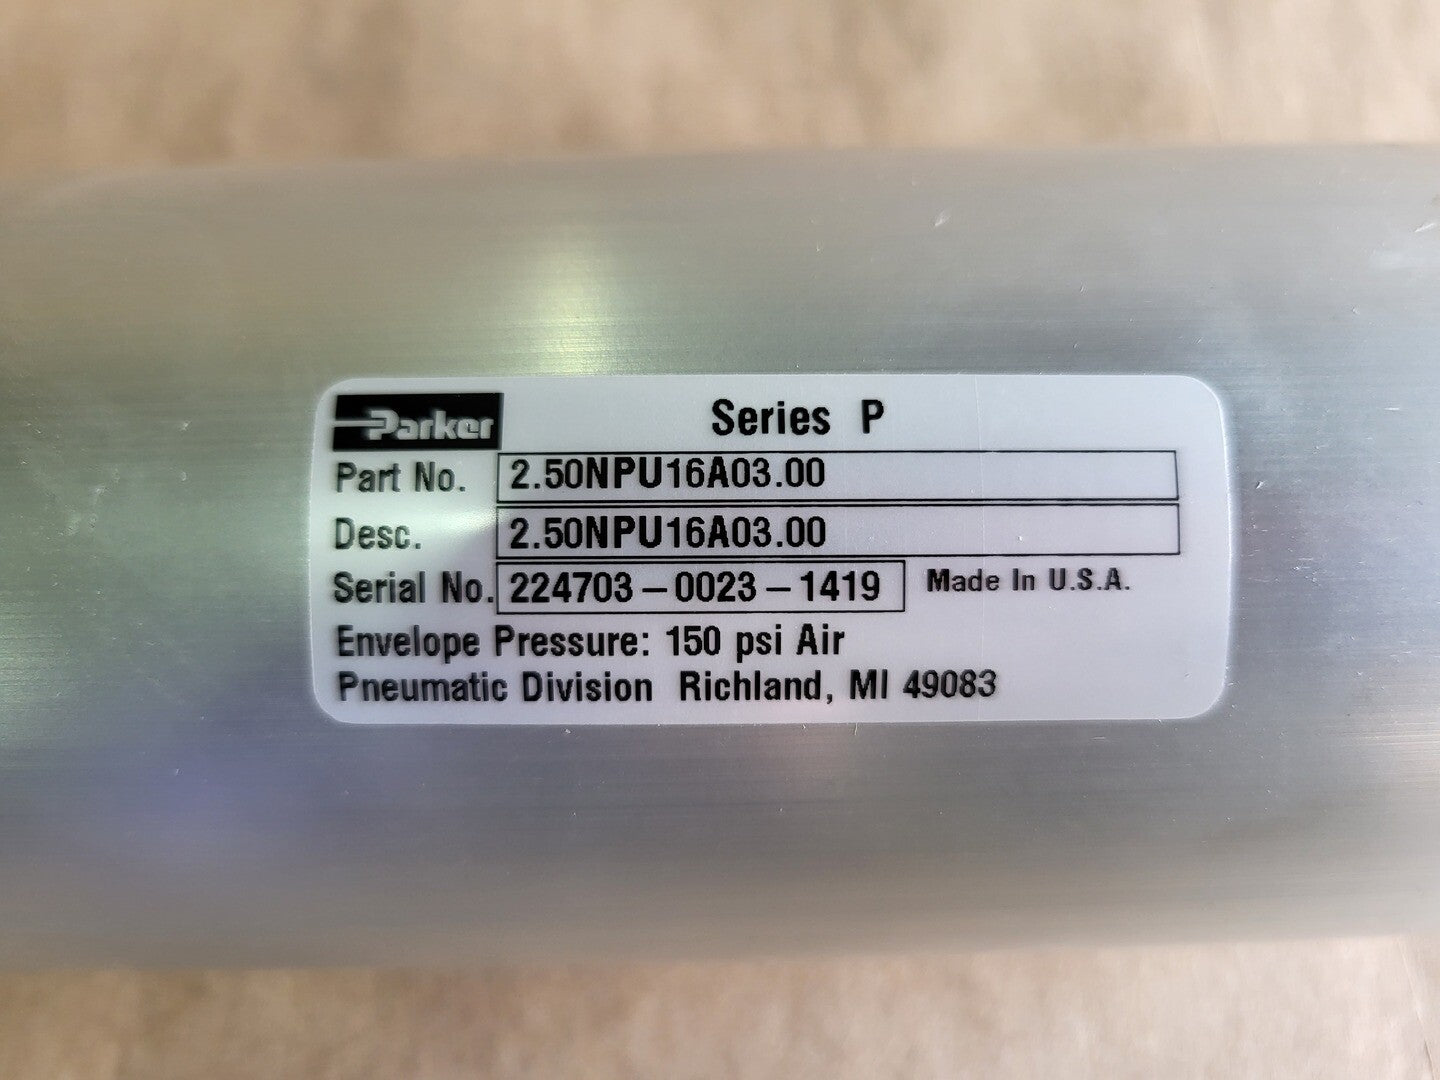 Parker Series P
Part No. 2.50NPU16A03.00
Desc. 2.50NPU16A03.00
Serial No. 224703-0023-1419 Made In U.S.A.
Envelope Pressure: 150 psi Air
Pneumatic Division Richland, MI 49083